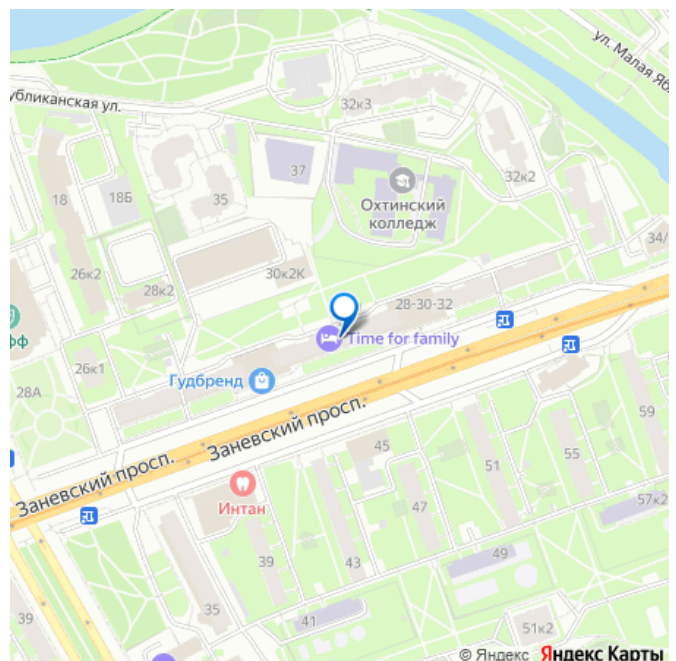 ул. Малая Ябл
убликанская ул.
32к3
37
18
18Б
35
Охтинский
колледж
32к2
34/
26к2
30к2К
28к2
28-30-32
фф
Time for family
26к1
Гудбренд
28А
Заневский просп.
59
45
Заневский просп.
51
55
Интан
47
57к2
39
43
49
35
41
39
51к2
© Яндекс Яндекс Карты